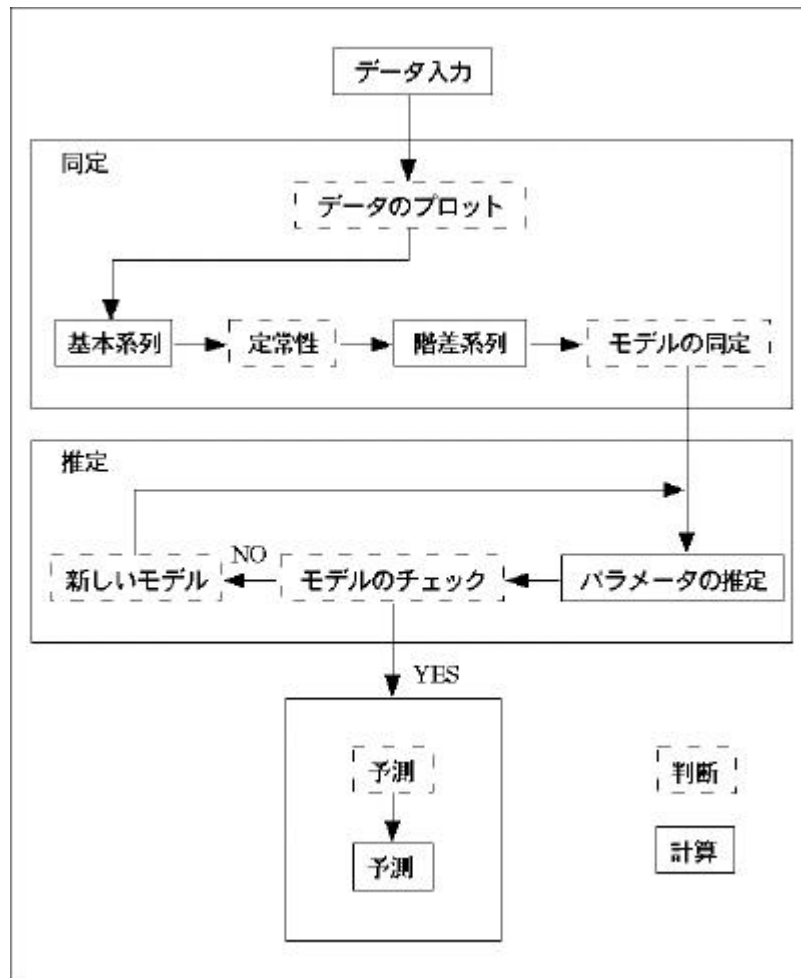 データ入力
同定
データのプロット
基本系列
定常性
階差系列
モデルの同定
推定
新しいモデル
NO
モデルのチェック
パラメータの推定
YES
予測
予測
判断
計算